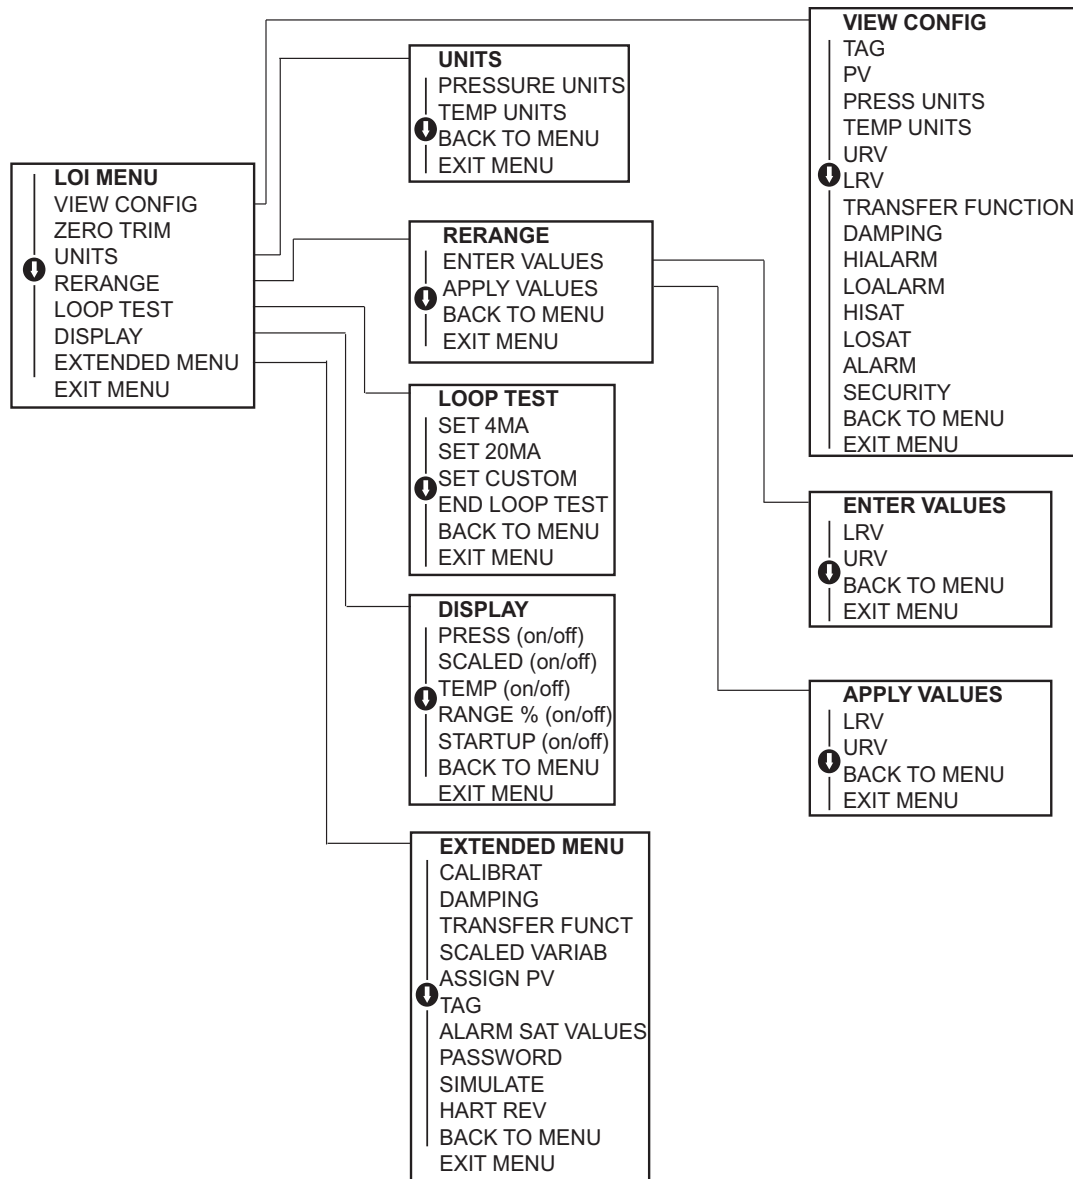 LOI MENU
VIEW CONFIG
ZERO TRIM
UNITS
RERANGE
LOOP TEST
DISPLAY
EXTENDED MENU
EXIT MENU
UNITS
PRESSURE UNITS
TEMP UNITS
BACK TO MENU
EXIT MENU
RERANGE
ENTER VALUES
APPLY VALUES
BACK TO MENU
EXIT MENU
LOOP TEST
SET 4MA
SET 20MA
SET CUSTOM
END LOOP TEST
BACK TO MENU
EXIT MENU
DISPLAY
PRESS (on/off)
SCALED (on/off)
TEMP (on/off)
RANGE % (on/off)
STARTUP (on/off)
BACK TO MENU
EXIT MENU
EXTENDED MENU
CALIBRAT
DAMPING
TRANSFER FUNCT
SCALED VARIAB
ASSIGN PV
TAG
ALARM SAT VALUES
PASSWORD
SIMULATE
HART REV
BACK TO MENU
EXIT MENU
VIEW CONFIG
TAG
PV
PRESS UNITS
TEMP UNITS
URV
LRV
TRANSFER FUNCTION
DAMPING
HIALARM
LOALARM
HISAT
LOSAT
ALARM
SECURITY
BACK TO MENU
EXIT MENU
ENTER VALUES
LRV
URV
BACK TO MENU
EXIT MENU
APPLY VALUES
LRV
URV
BACK TO MENU
EXIT MENU